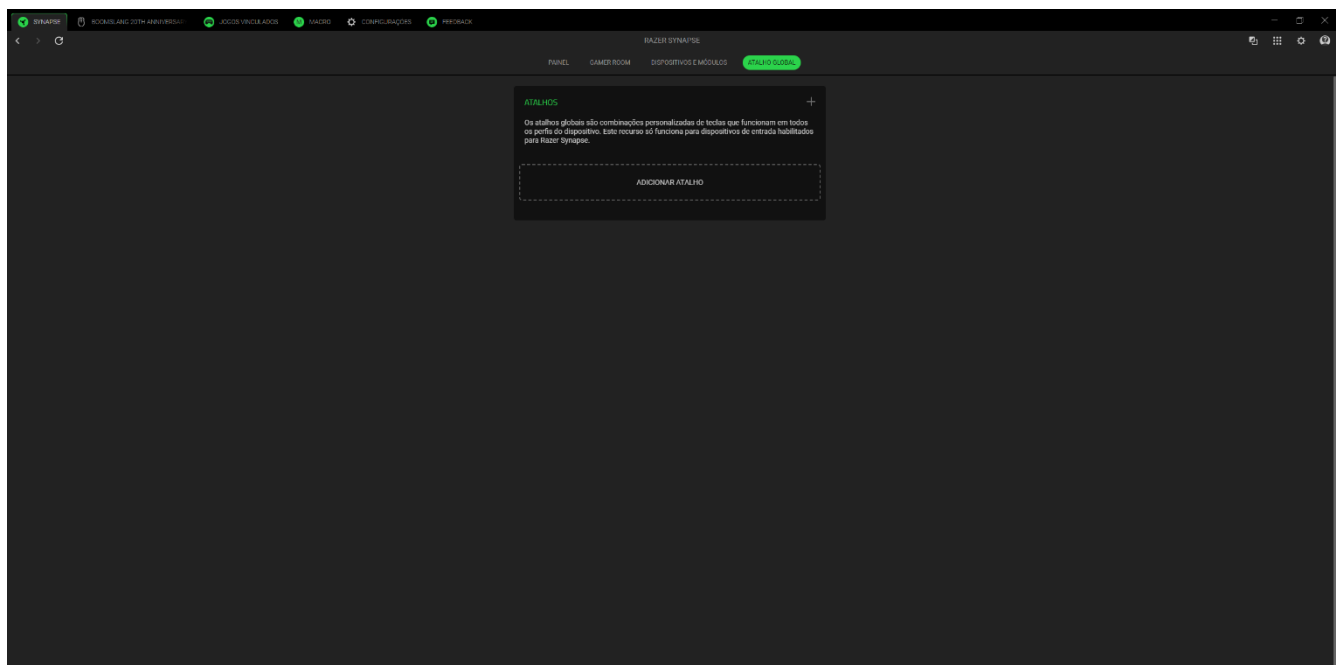 SYNAPSE
BOOMSLANG 20TH ANNIVERSARY
JOGOS VINCULADOS
MACRO
CONFIGURAÇÕES
FEEDBACK
RAZER SYNAPSE
PAINEL
GAMER ROOM
DISPOSITIVOS E MÓDULOS
ATALHO GLOBAL
ATALHOS
Os atalhos globais são combinações personalizadas de teclas que funcionam em todos
os perfis do dispositivo. Este recurso só funciona para dispositivos de entrada habilitados
para Razer Synapse.
ADICIONAR ATALHO